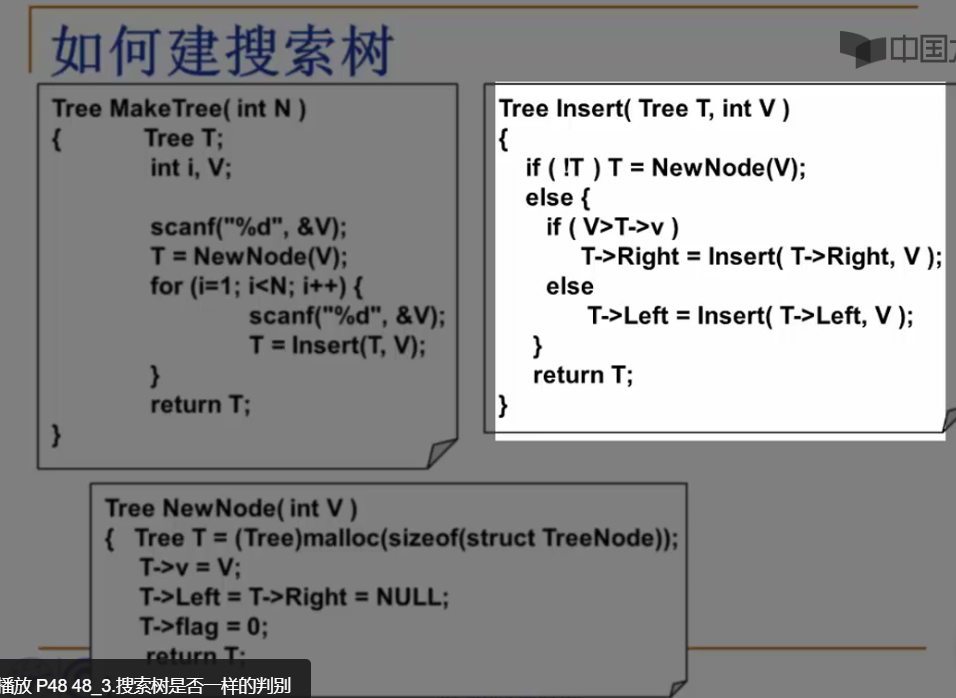 如何建搜索树
中国
Tree MakeTree( int N )
{ Tree T;
int i, V;
scanf("%d", &V);
T = NewNode(V);
for (i=1; i<N; i++) {
scanf("%d", &V);
T = Insert(T, V);
}
return T;
}
Tree Insert( Tree T, int V )
{
if ( !T ) T = NewNode(V);
else {
if ( V>T->v )
T->Right = Insert( T->Right, V );
else
T->Left = Insert( T->Left, V );
}
return T;
}
Tree NewNode( int V )
{ Tree T = (Tree)malloc(sizeof(struct TreeNode));
T->v = V;
T->Left = T->Right = NULL;
T->flag = 0;
return T;
播放 P48 48_3.搜索树是否一样的判别